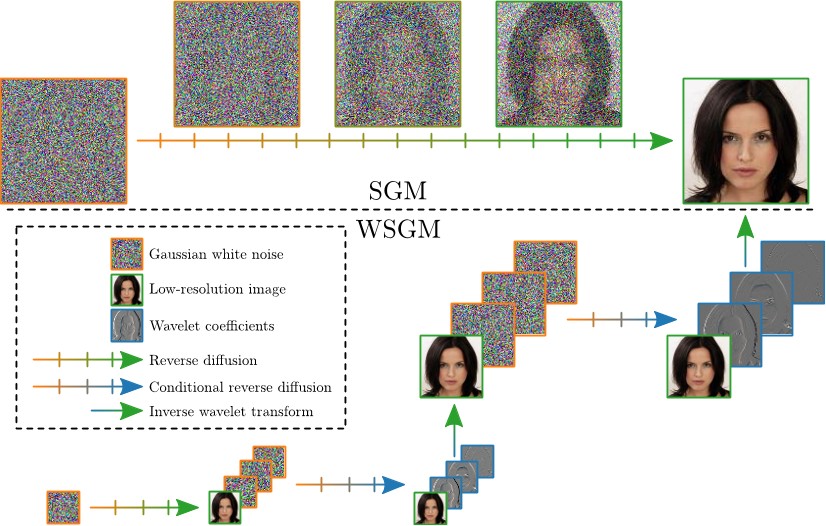 SGM
WSGM
Gaussian white noise
Low-resolution image
Wavelet coefficients
Reverse diffusion
Conditional reverse diffusion
Inverse wavelet transform